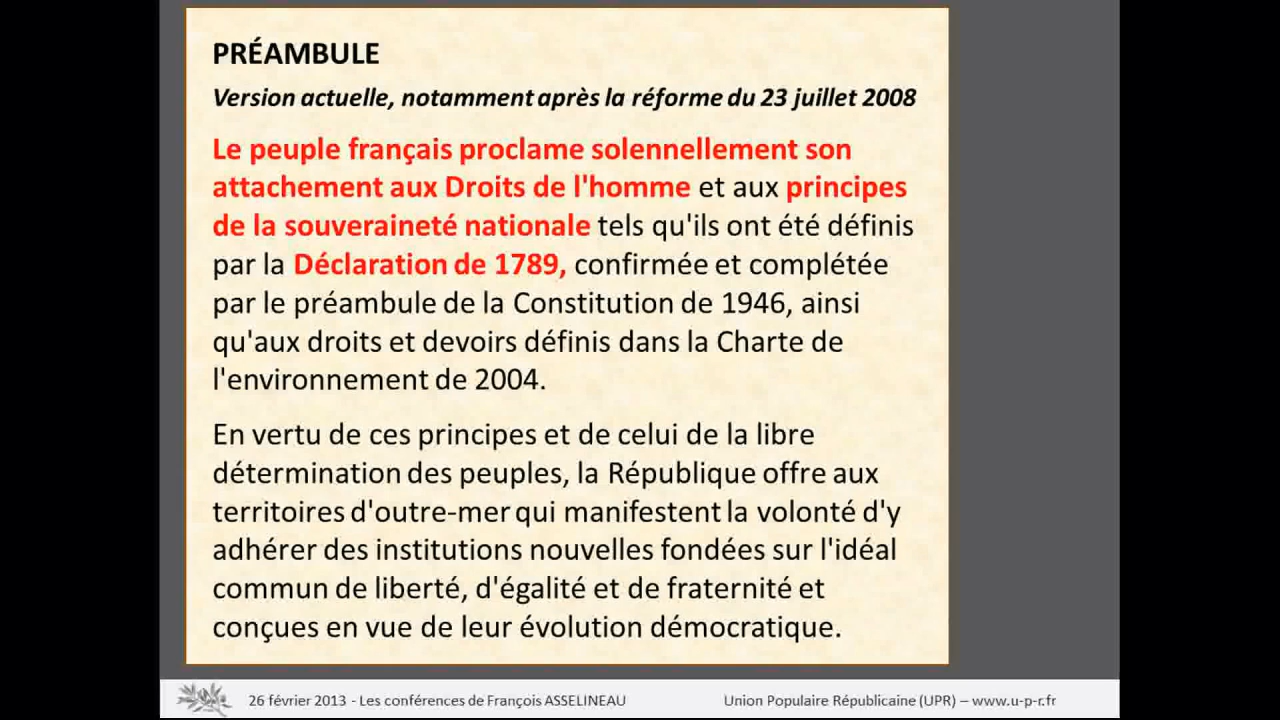 PRÉAMBULE
Version actuelle, notamment après la réforme du 23 juillet 2008
Le peuple français proclame solennellement son
attachement aux Droits de l'homme et aux principes
de la souveraineté nationale tels qu'ils ont été définis
par la Déclaration de 1789, confirmée et complétée
par le préambule de la Constitution de 1946, ainsi
qu'aux droits et devoirs définis dans la Charte de
l'environnement de 2004.
En vertu de ces principes et de celui de la libre
détermination des peuples, la République offre aux
territoires d'outre-mer qui manifestent la volonté d'y
adhérer des institutions nouvelles fondées sur l'idéal
commun de liberté, d'égalité et de fraternité et
conçues en vue de leur évolution démocratique.
26 février 2013 - Les conférences de François ASSELINEAU Union Populaire Républicaine (UPR) – www.u-p-r.fr